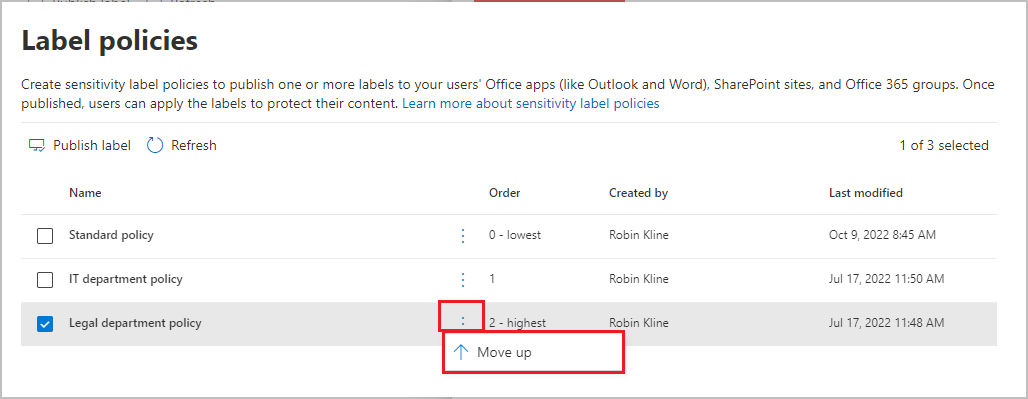 Label policies
Create sensitivity label policies to publish one or more labels to your users' Office apps (like Outlook and Word), SharePoint sites, and Office 365 groups. Once
published, users can apply the labels to protect their content. Learn more about sensitivity label policies
Publish label Refresh 1 of 3 selected
Name Order Created by Last modified
Standard policy 0 - lowest Robin Kline Oct 9, 2022 8:45 AM
IT department policy 1 Robin Kline Jul 17, 2022 11:50 AM
Legal department policy 2 - highest Robin Kline Jul 17, 2022 11:48 AM
Move up